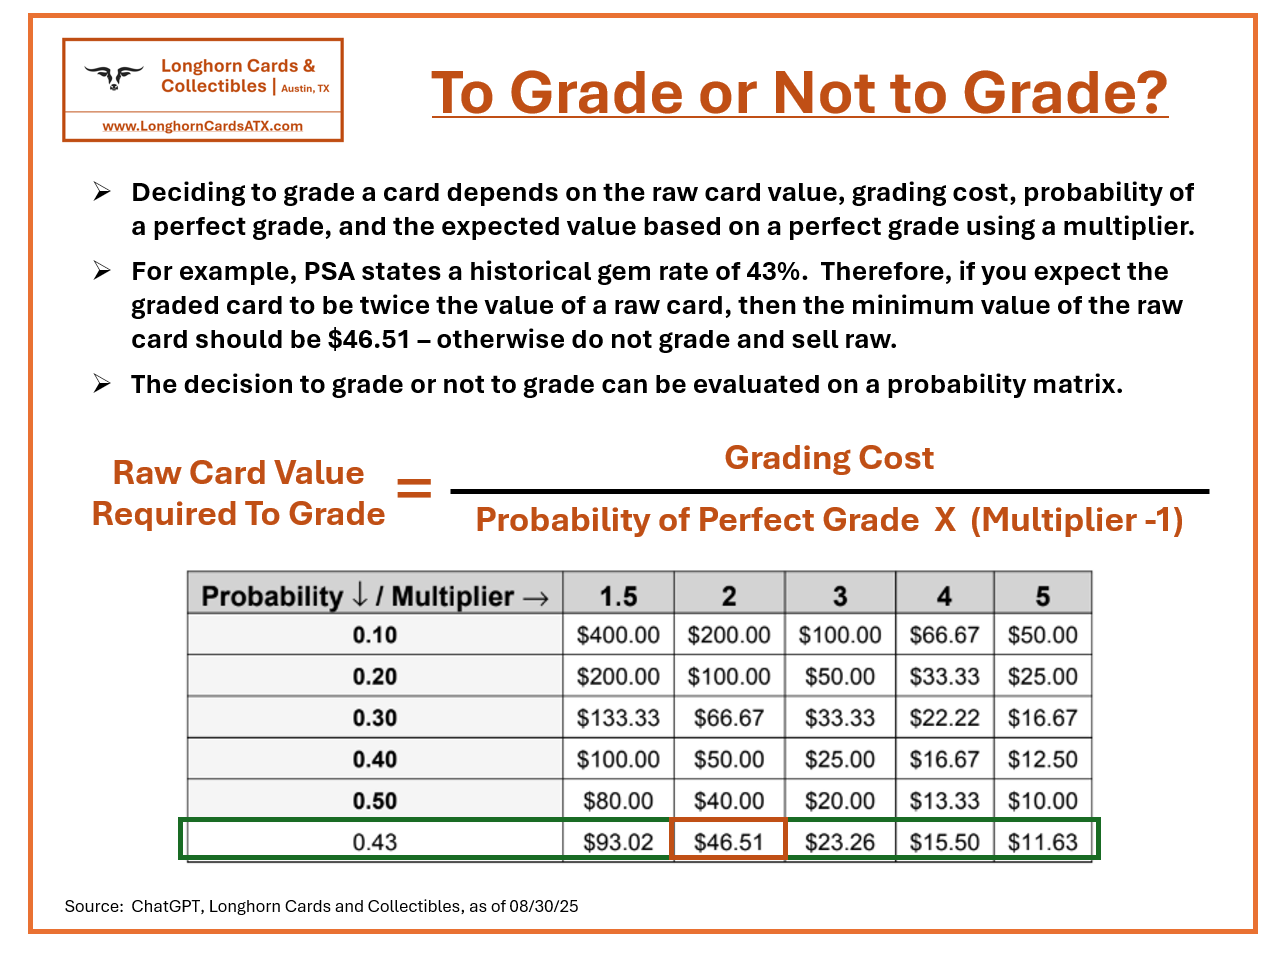 Longhorn Cards &
Collectibles | Austin, TX
www.LonghornCardsATX.com
To Grade or Not to Grade?
➢ Deciding to grade a card depends on the raw card value, grading cost, probability of
a perfect grade, and the expected value based on a perfect grade using a multiplier.
➢ For example, PSA states a historical gem rate of 43%.  Therefore, if you expect the
graded card to be twice the value of a raw card, then the minimum value of the raw
card should be $46.51 – otherwise do not grade and sell raw.
➢ The decision to grade or not to grade can be evaluated on a probability matrix.
Raw Card Value
Required To Grade
=
Grading Cost
Probability of Perfect Grade X (Multiplier -1)
Probability ↓ / Multiplier → 1.5 2 3 4 5
0.10 $400.00 $200.00 $100.00 $66.67 $50.00
0.20 $200.00 $100.00 $50.00 $33.33 $25.00
0.30 $133.33 $66.67 $33.33 $22.22 $16.67
0.40 $100.00 $50.00 $25.00 $16.67 $12.50
0.50 $80.00 $40.00 $20.00 $13.33 $10.00
0.43 $93.02 $46.51 $23.26 $15.50 $11.63
Source:  ChatGPT, Longhorn Cards and Collectibles, as of 08/30/25